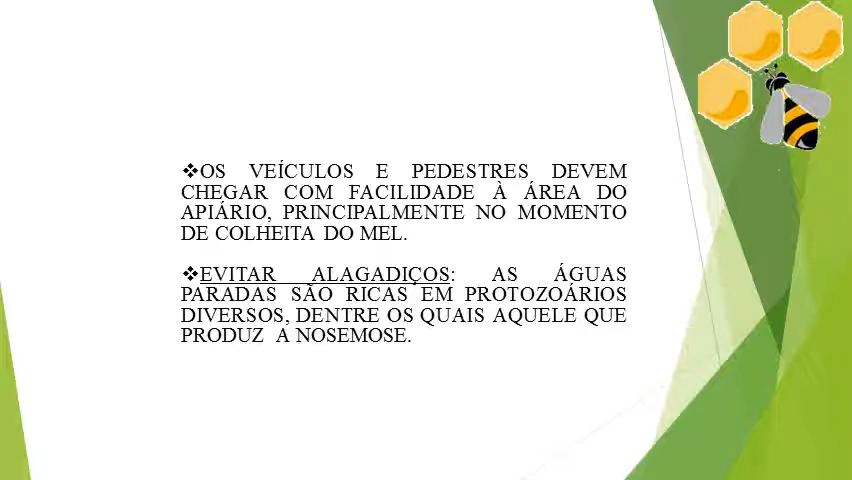 ❖OS VEÍCULOS E PEDESTRES DEVEM
CHEGAR COM FACILIDADE À ÁREA DO
APIÁRIO, PRINCIPALMENTE NO MOMENTO
DE COLHEITA DO MEL.
❖EVITAR ALAGADIÇOS: AS ÁGUAS
PARADAS SÃO RICAS EM PROTOZOÁRIOS
DIVERSOS, DENTRE OS QUAIS AQUELE QUE
PRODUZ A NOSEMOSE.